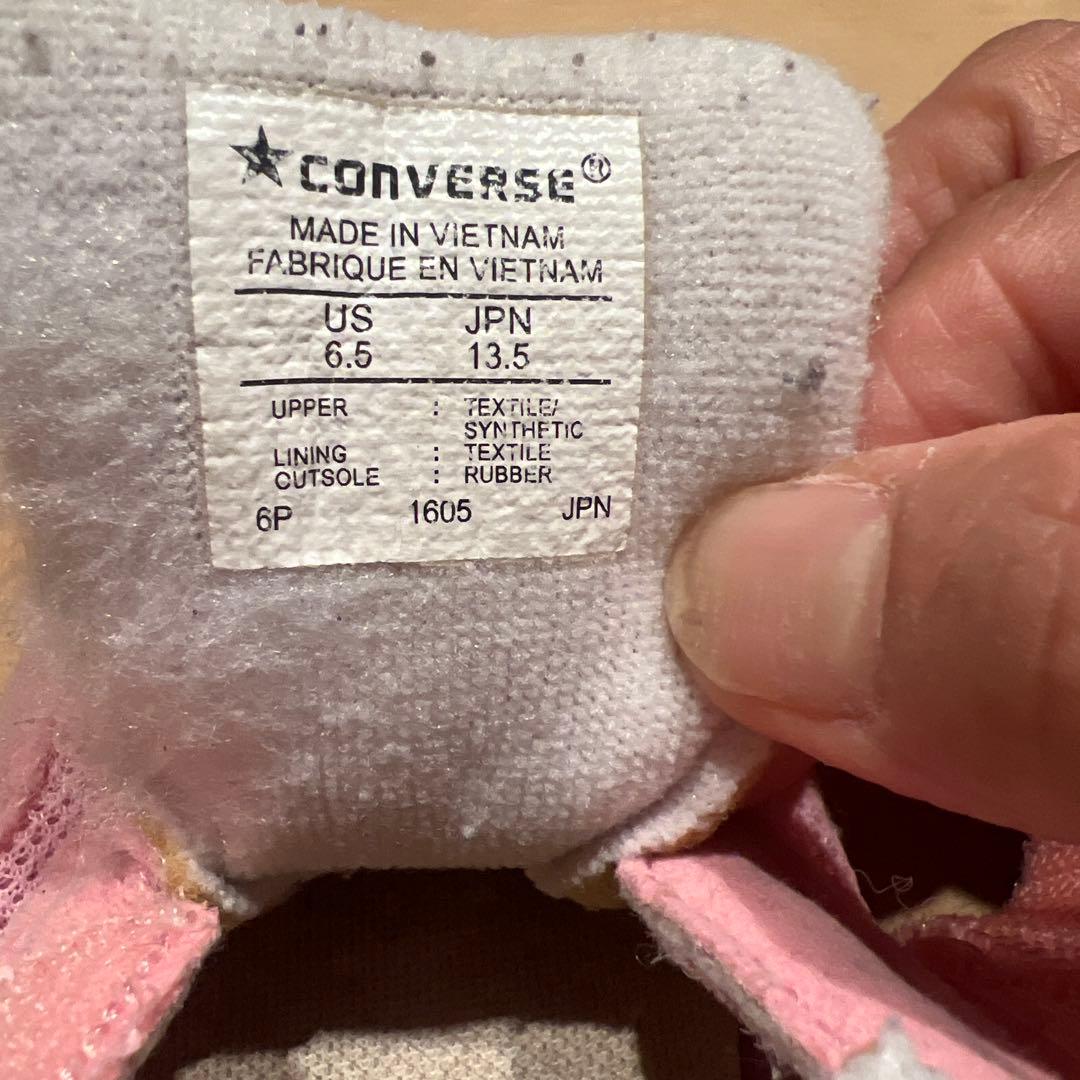 CONVERSE®
MADE IN VIETNAM
FABRIQUE EN VIETNAM
US JPN
6.5 13.5
UPPER : TEXTILE/
SYNTHETIC
LINING : TEXTILE
OUTSOLE : RUBBER
6P 1605 JPN